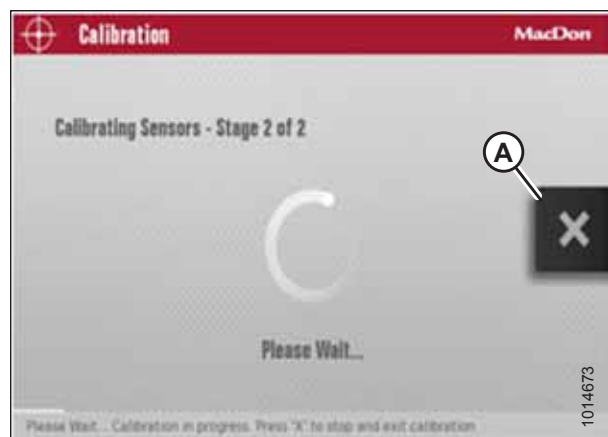 Calibration
MacDon
Calibrating Sensors - Stage 2 of 2
A
X
Please Wait...
1014673
Please Wait... Calibration in progress. Press "X" to stop and exit calibration